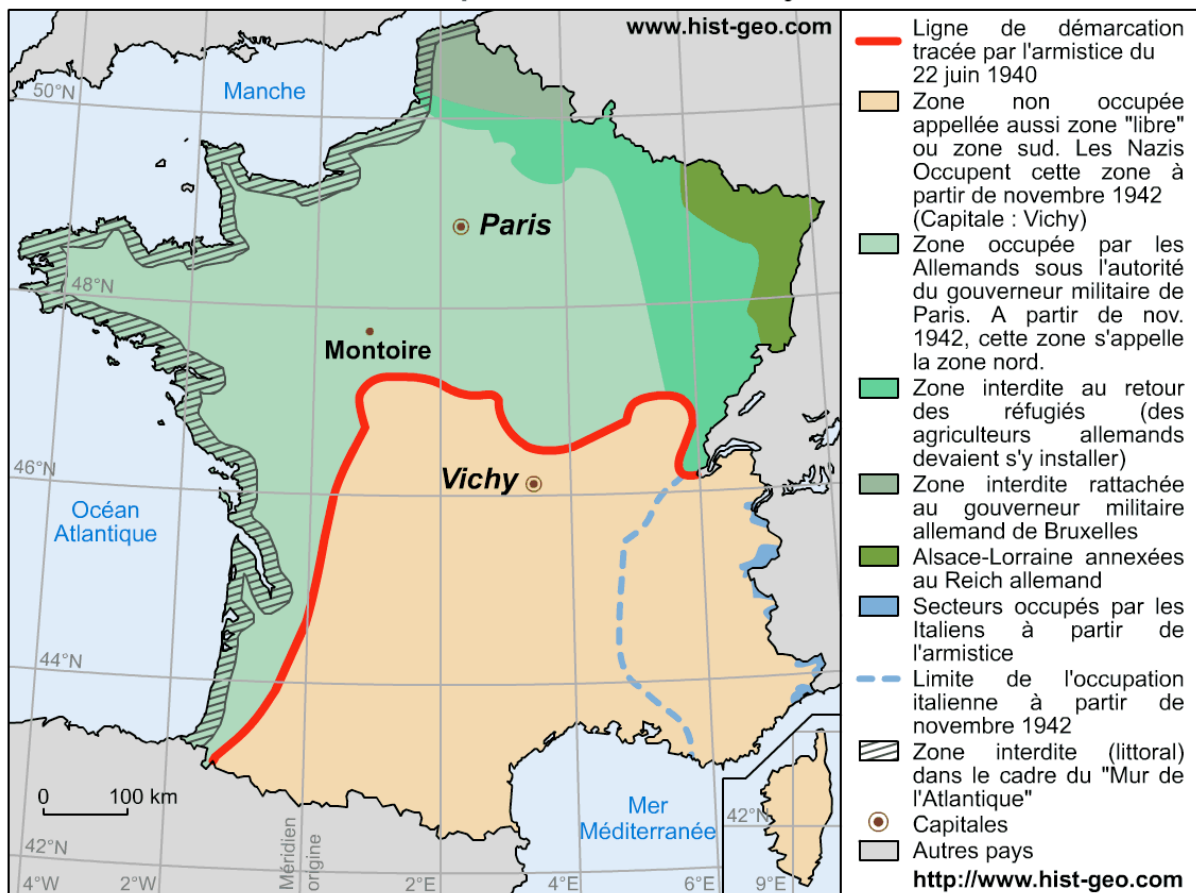 www.hist-geo.com
50°N
Manche
Paris
48°N
Montoire
46°N
Vichy
Océan
Atlantique
44°N
0 100 km
Mer
Méditerranée
42°N
42°N
4°W
2°W
Méridien
origine
2°E
4°E
6°E
9°E
Ligne de démarcation
tracée par l'armistice du
22 juin 1940
Zone non occupée
appellée aussi zone "libre"
ou zone sud. Les Nazis
Occupent cette zone à
partir de novembre 1942
(Capitale : Vichy)
Zone occupée par les
Allemands sous l'autorité
du gouverneur militaire de
Paris. A partir de nov.
1942, cette zone s'appelle
la zone nord.
Zone interdite au retour
des réfugiés (des
agriculteurs allemands
devaient s'y installer)
Zone interdite rattachée
au gouverneur militaire
allemand de Bruxelles
Alsace-Lorraine annexées
au Reich allemand
Secteurs occupés par les
Italiens à partir de
l'armistice
Limite de l'occupation
italienne à partir de
novembre 1942
Zone interdite (littoral)
dans le cadre du "Mur de
l'Atlantique"
Capitales
Autres pays
http://www.hist-geo.com